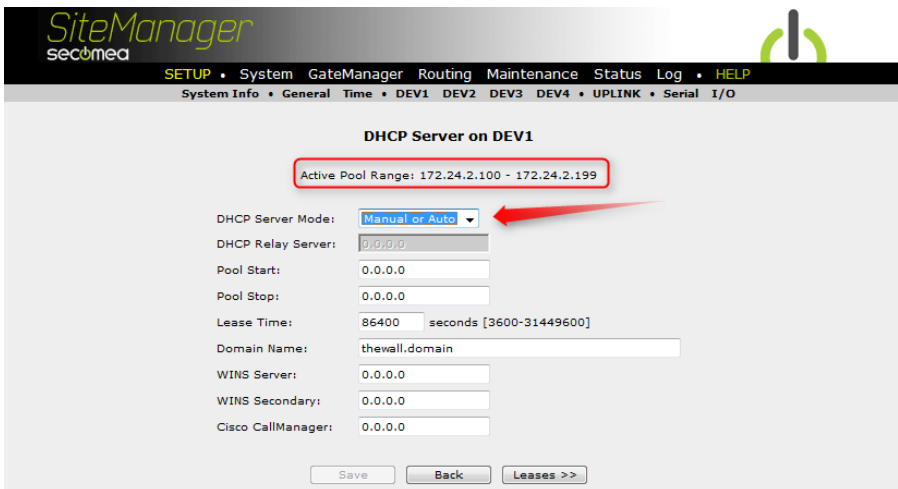 SiteManager
secomea
SETUP • System GateManager Routing Maintenance Status Log • HELP
System Info • General Time • DEV1 DEV2 DEV3 DEV4 • UPLINK • Serial I/O
DHCP Server on DEV1
Active Pool Range: 172.24.2.100 - 172.24.2.199
DHCP Server Mode: Manual or Auto
DHCP Relay Server: 0.0.0.0
Pool Start: 0.0.0.0
Pool Stop: 0.0.0.0
Lease Time: 86400 seconds [3600-31449600]
Domain Name: thewall.domain
WINS Server: 0.0.0.0
WINS Secondary: 0.0.0.0
Cisco CallManager: 0.0.0.0
Save Back Leases >>